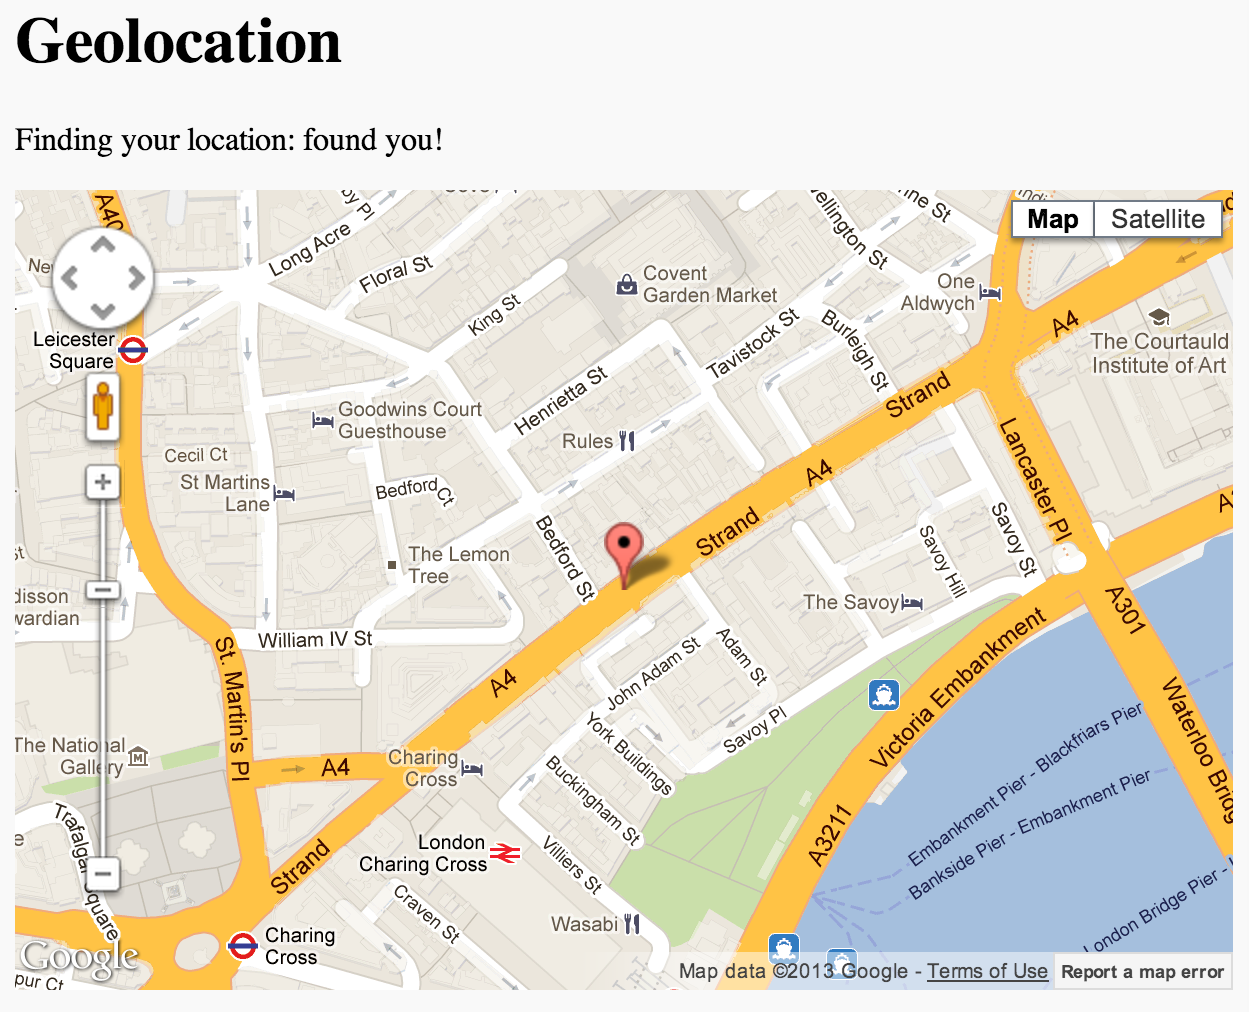 Geolocation
Finding your location: found you!
Map
Satellite
A40
Long Acre
Floral St
King St
Covent
Garden Market
Wellington St
One
Aldwych
A4
The Courtauld
Institute of Art
Leicester
Square
Henrietta St
Tavistock St
Burleigh St
Strand
Goodwins Court
Guesthouse
Rules
Cecil Ct
St Martins
Lane
Bedford Ct
A4
Strand
Lancaster Pl
Bedford St
The Lemon
Tree
Savoy St
Savoy Hill
The Savoy
A301
William IV St
St. Martin's Pl
A4
John Adam St
Adam St
Victoria Embankment
Savoy Pl
York Buildings
Buckingham St
The National
Gallery
A4
Charing
Cross
Waterloo Bridg
Embankment Pier - Blackfriars Pier
Bankside Pier - Embankment Pier
London Bridge Pier -
A3211
Trafalgar Square
Strand
London
Charing Cross
Villiers St
Craven St
Wasabi
Charing
Cross
Google
pur Ct
Map data ©2013 Google - Terms of Use
Report a map error